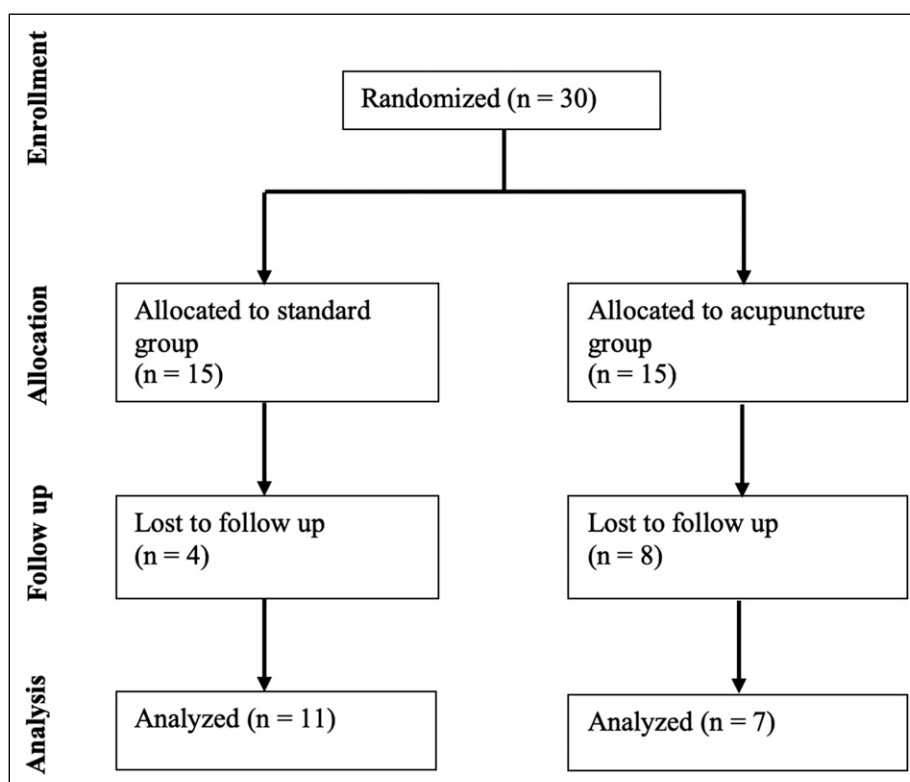 Enrollment
Randomized (n = 30)
Allocation
Allocated to standard
group
(n = 15)
Allocated to acupuncture
group
(n = 15)
Follow up
Lost to follow up
(n = 4)
Lost to follow up
(n = 8)
Analysis
Analyzed (n = 11)
Analyzed (n = 7)